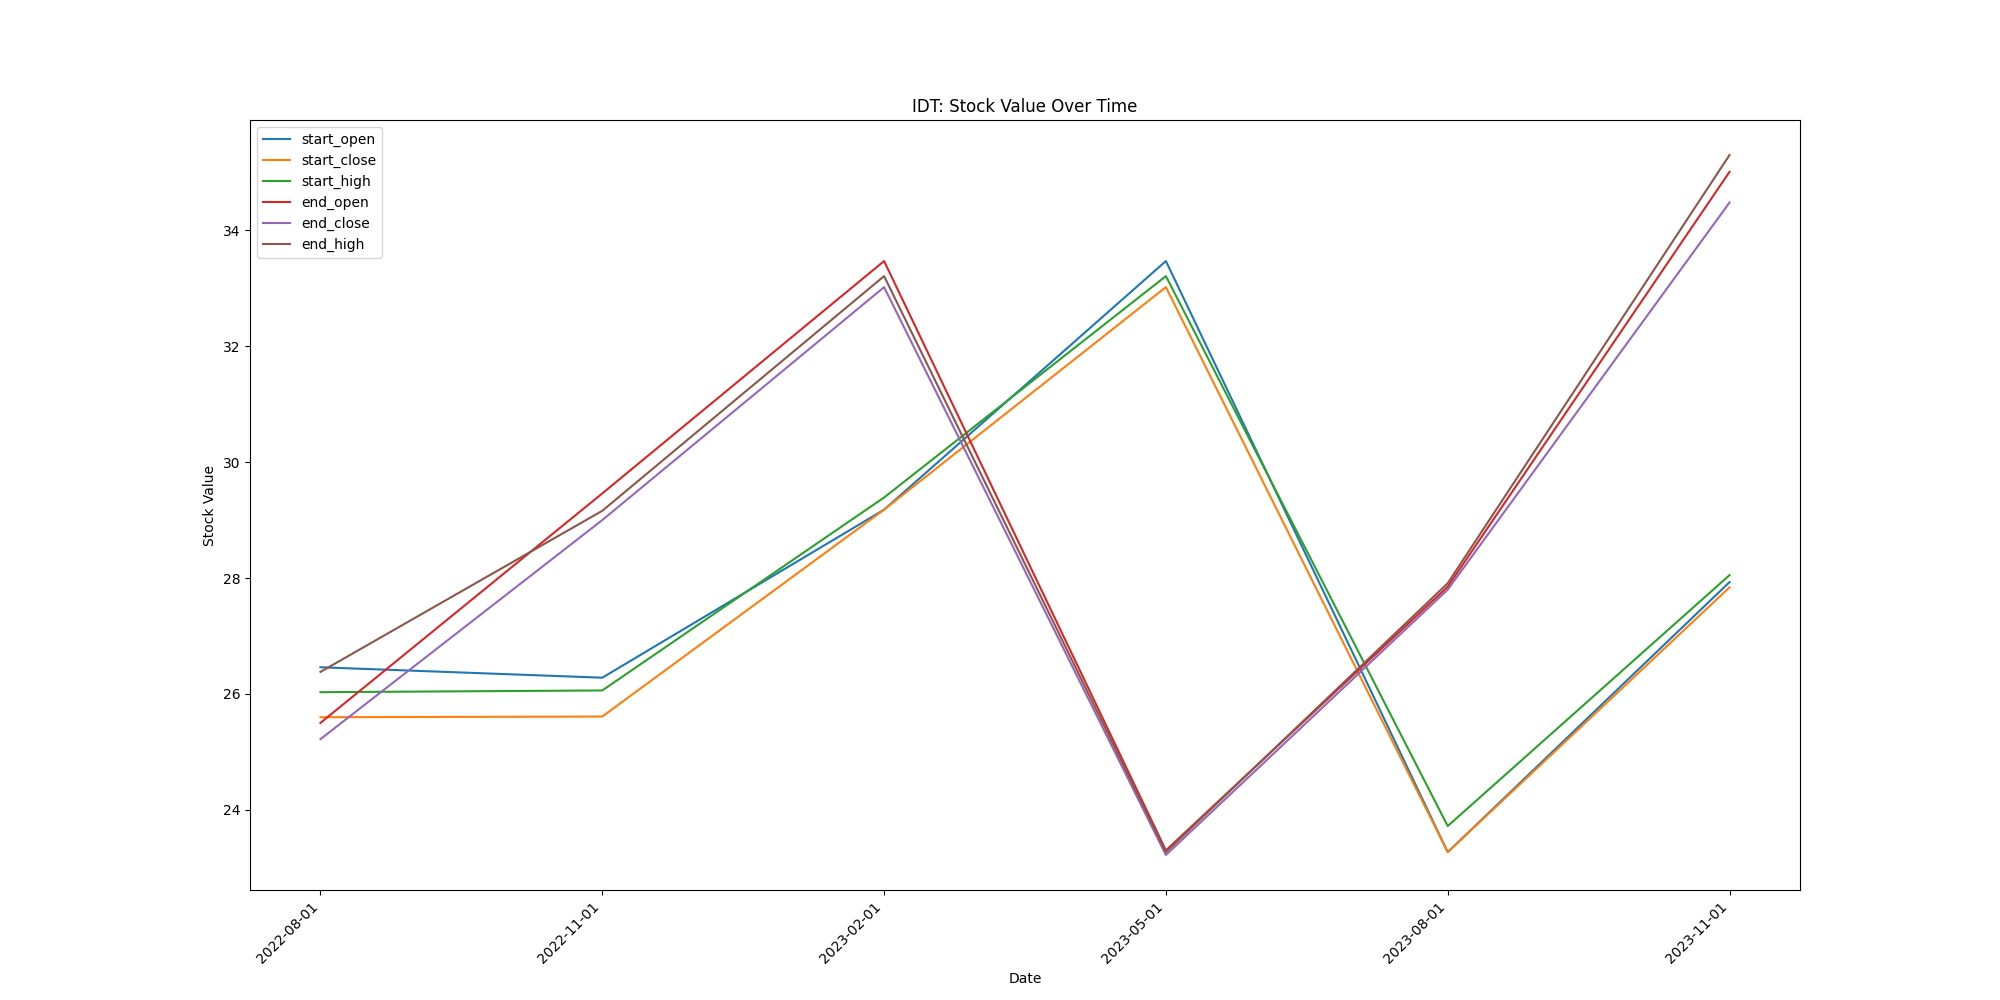 IDT: Stock Value Over Time
start_open
start_close
start_high
end_open
end_close
end_high
34
32
30
28
26
24
Stock Value
2022-08-01
2022-11-01
2023-02-01
2023-05-01
2023-08-01
2023-11-01
Date